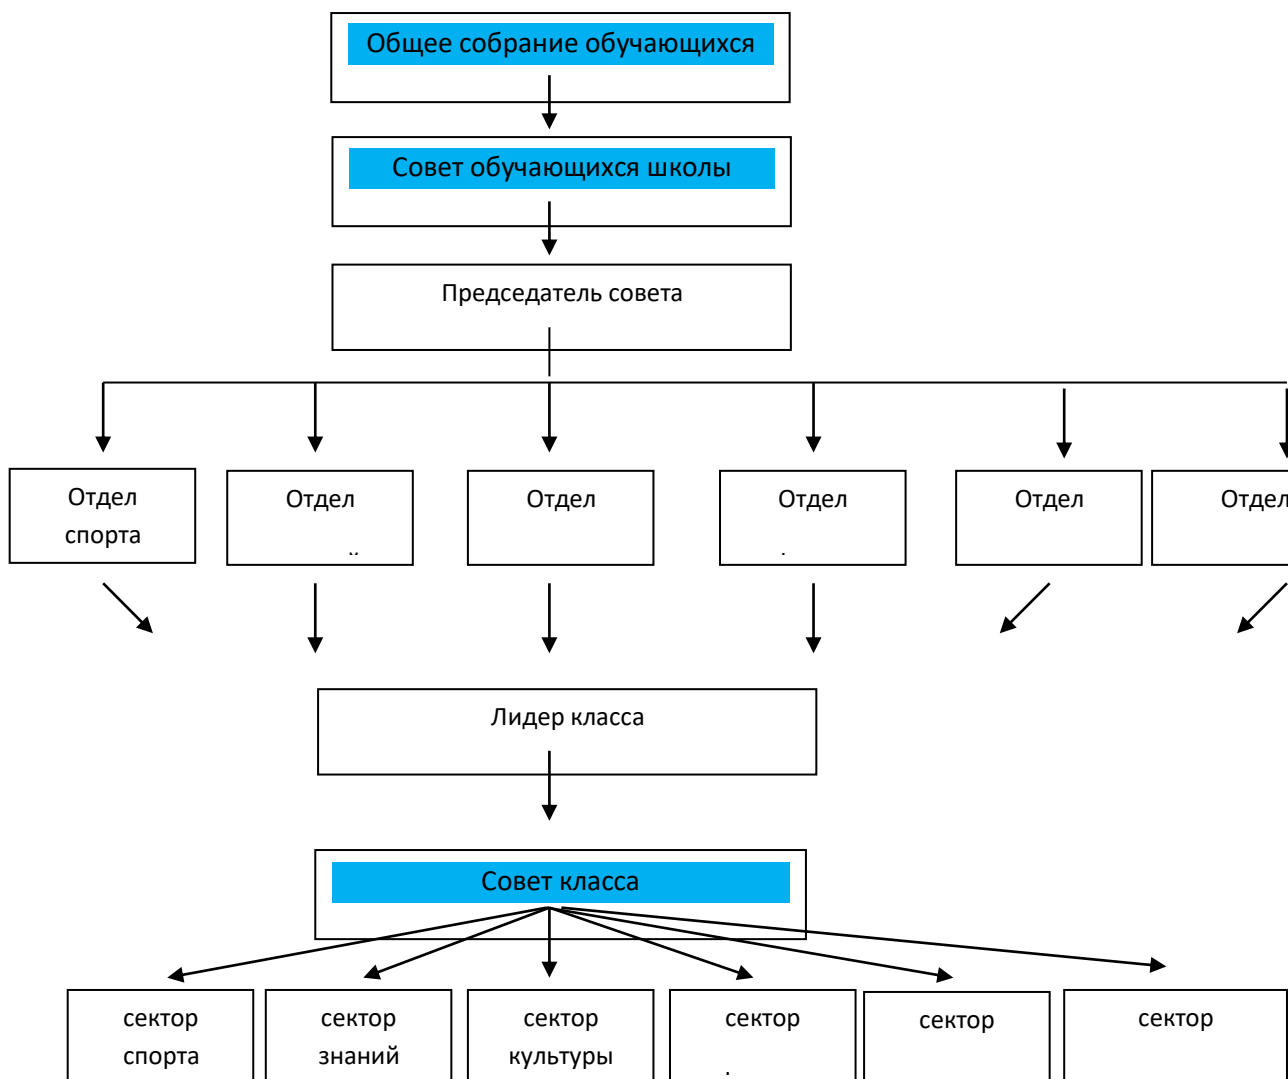 Общее собрание обучающихся
Совет обучающихся школы
Председатель совета
Отдел
спорта
Отдел
Отдел
Отдел
Отдел
Отдел
Лидер класса
Совет класса
сектор
спорта
сектор
знаний
сектор
культуры
сектор
сектор
сектор